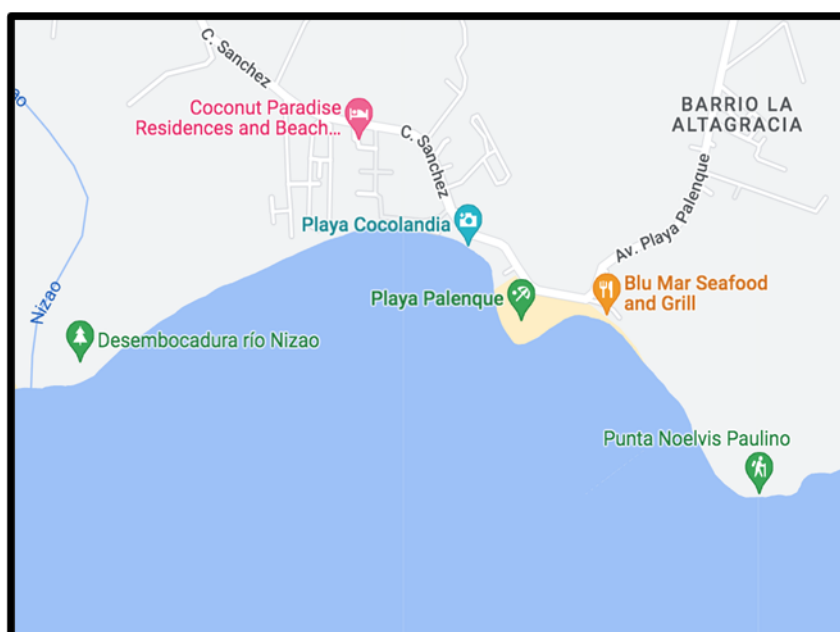 C. Sanchez
Coconut Paradise
Residences and Beach...
BARRIO LA
ALTAGRACIA
C. Sanchez
Av. Playa Palenque
Playa Cocolandia
Nizao
Playa Palenque
Blu Mar Seafood
and Grill
Desembocadura río Nizao
Punta Noelvis Paulino